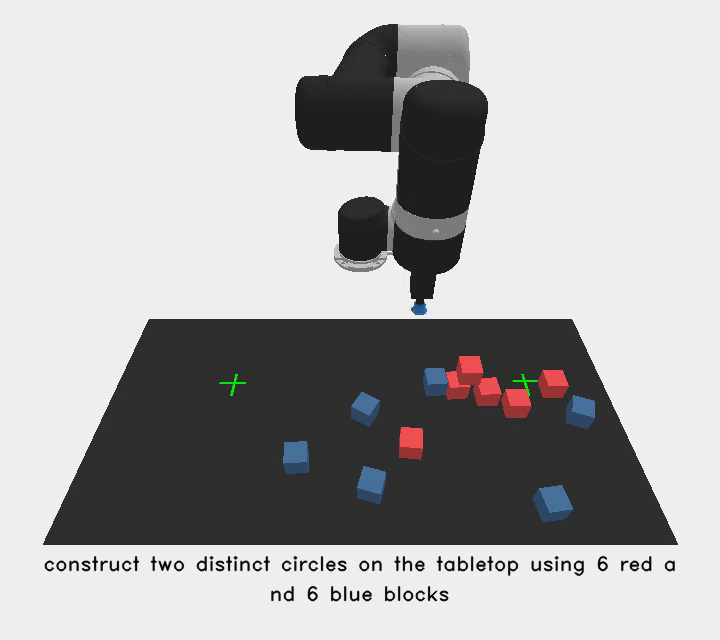 construct two distinct circles on the tabletop using 6 red a
nd 6 blue blocks